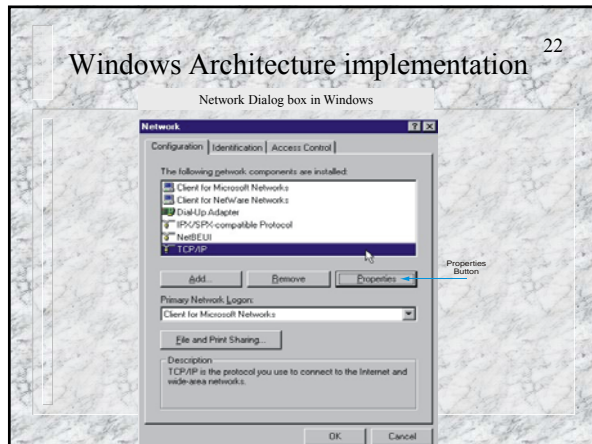 22
Windows Architecture implementation
Network Dialog box in Windows
Network
Configuration Identification Access Control
The following network components are installed:
Client for Microsoft Networks
Client for NetWare Networks
Dial-Up Adapter
IPX/SPX-compatible Protocol
NetBEUI
TCP/IP
Add... Remove Properties
Properties
Button
Primary Network Logon:
Client for Microsoft Networks
File and Print Sharing...
Description
TCP/IP is the protocol you use to connect to the Internet and
wide-area networks.
OK Cancel